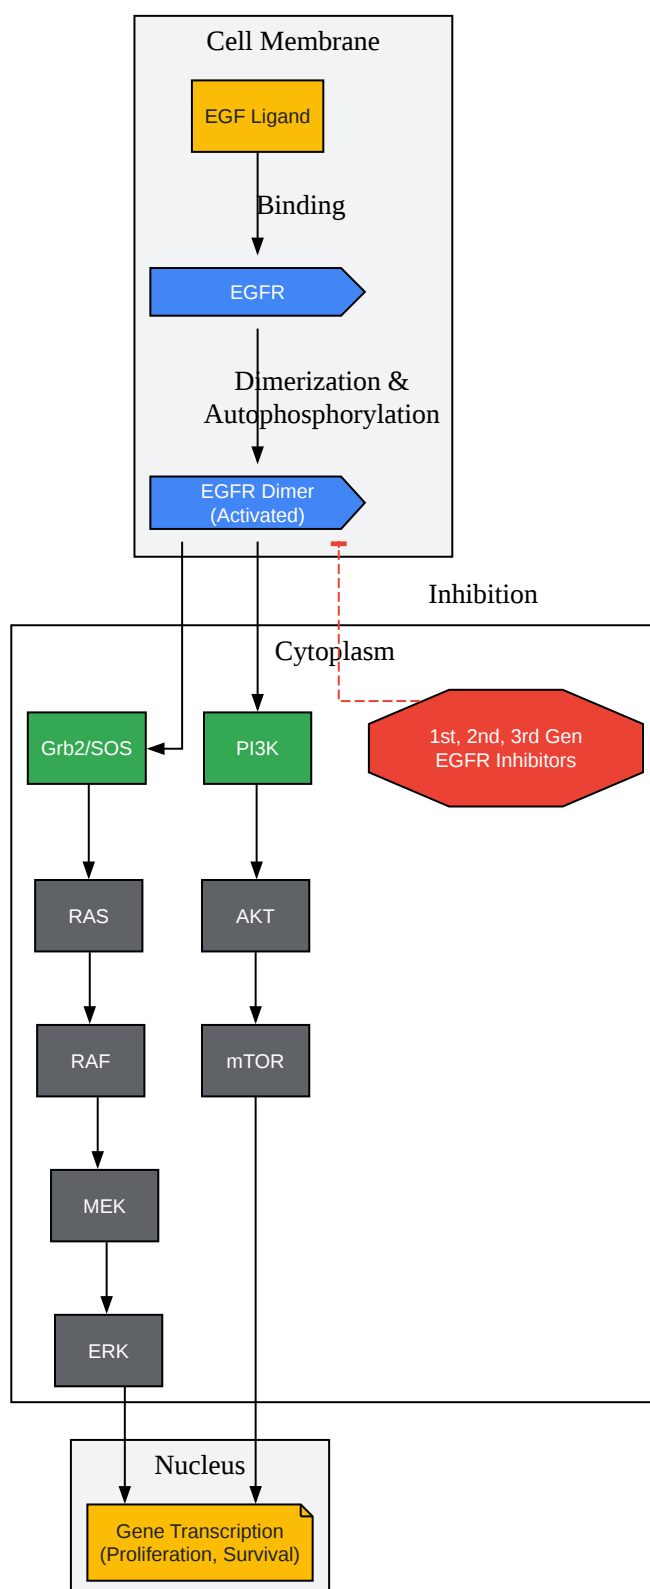 Cell Membrane
EGF Ligand
Binding
EGFR
Dimerization &
Autophosphorylation
EGFR Dimer
(Activated)
Inhibition
Cytoplasm
Grb2/SOS
PI3K
1st, 2nd, 3rd Gen
EGFR Inhibitors
RAS
AKT
RAF
mTOR
MEK
ERK
Nucleus
Gene Transcription
(Proliferation, Survival)